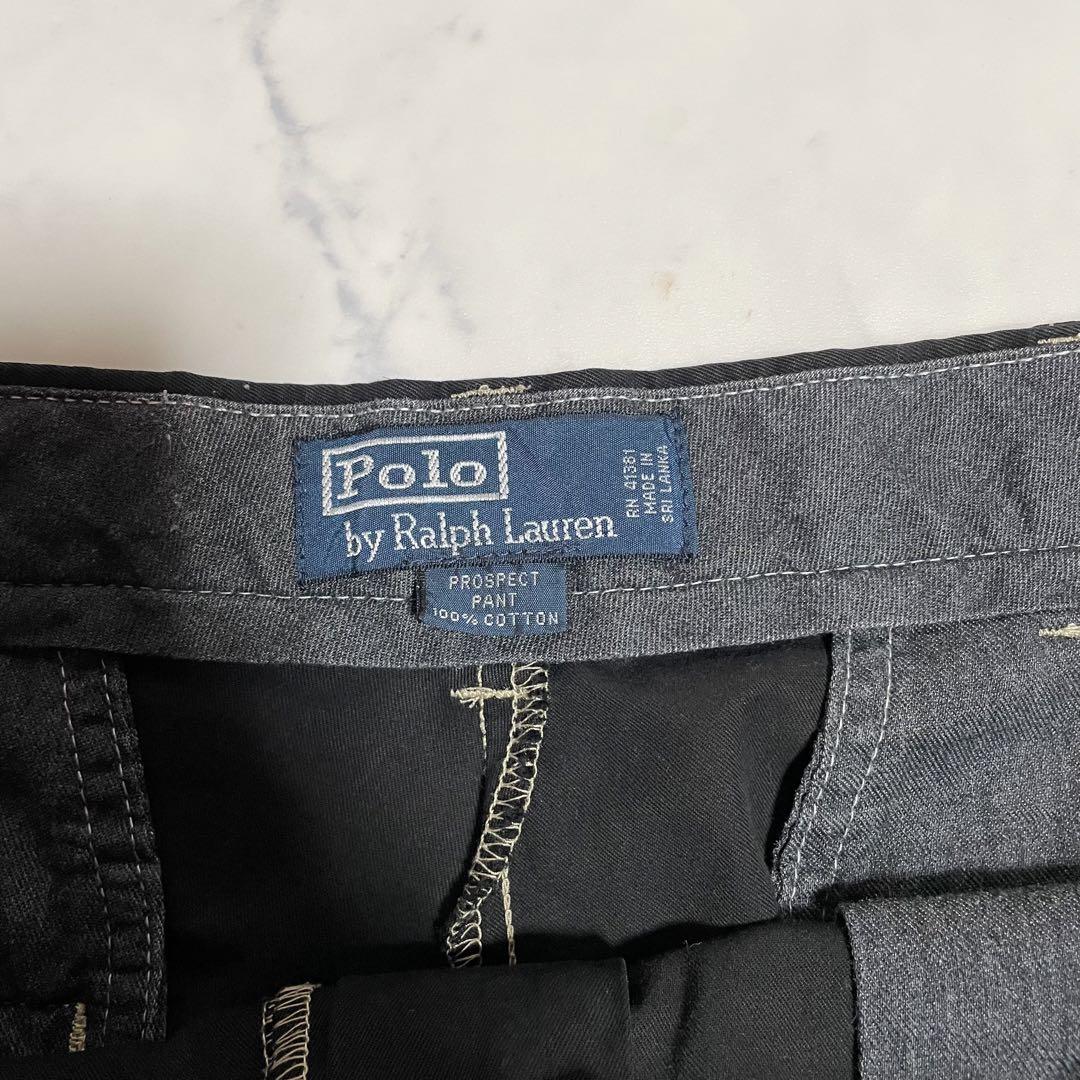 Polo
by Ralph Lauren
RN 41381
MADE IN
SRI LANKA
PROSPECT
PANT
100% COTTON